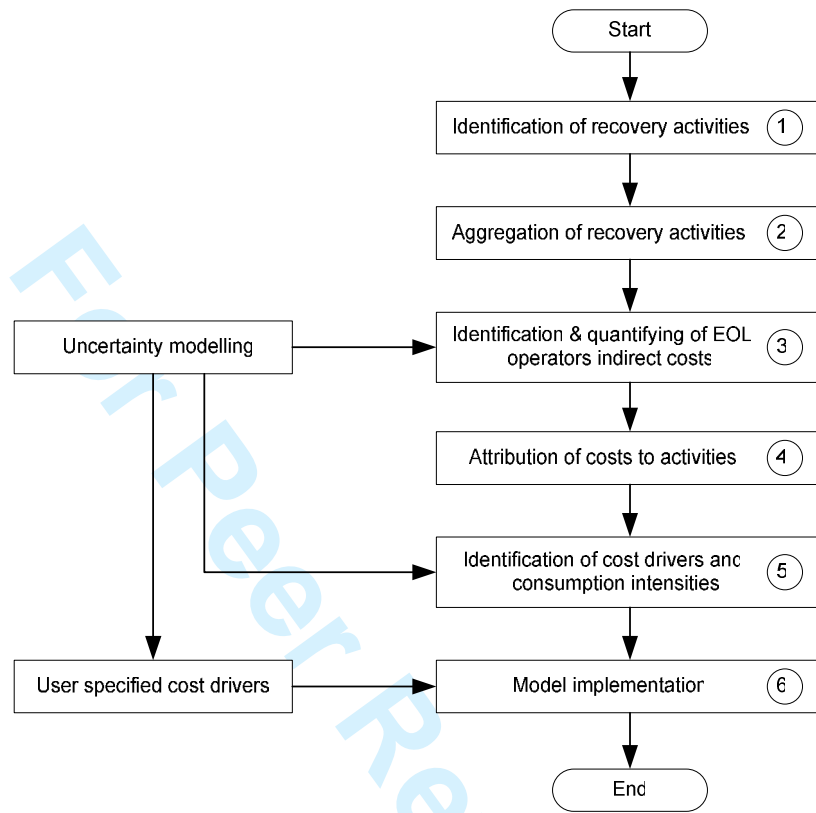 Start
Identification of recovery activities 1
Aggregation of recovery activities 2
Uncertainty modelling
Identification & quantifying of EOL
operators indirect costs 3
Attribution of costs to activities 4
Identification of cost drivers and
consumption intensities 5
User specified cost drivers
Model implementation 6
End
For Peer Re